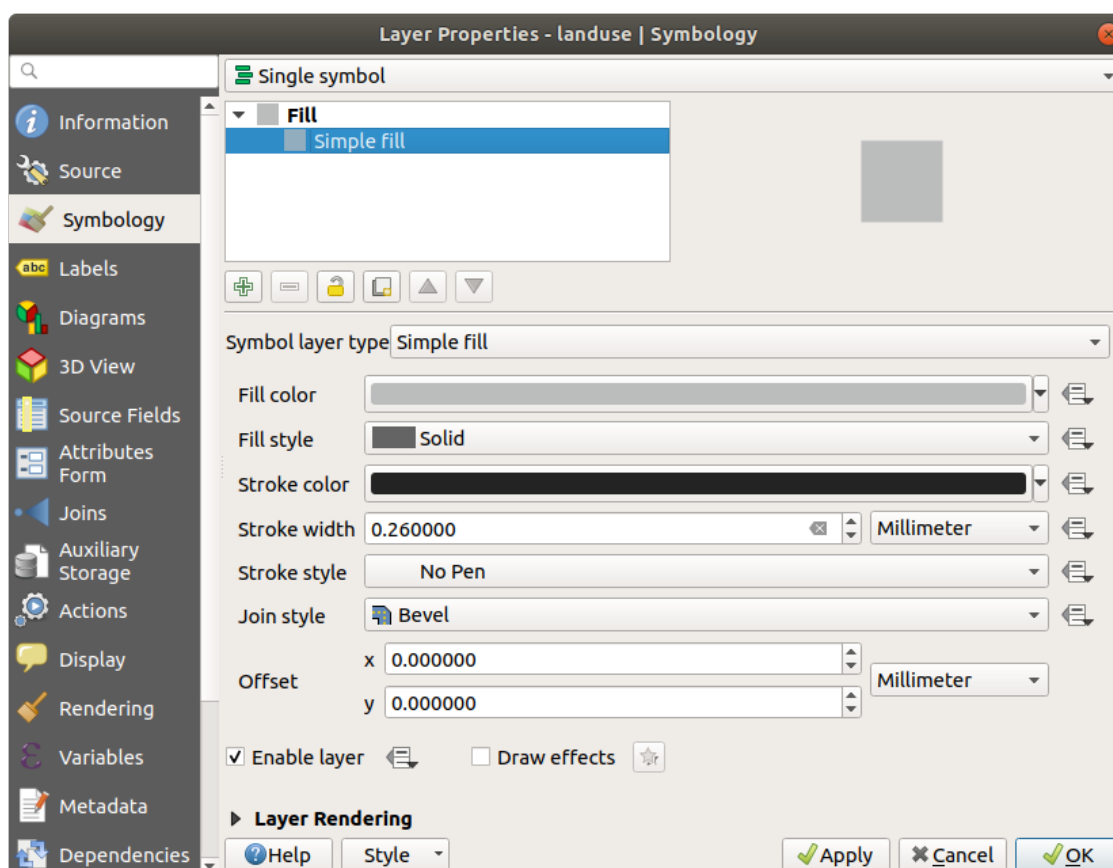 Layer Properties - landuse | Symbology
Single symbol
Information
Source
Symbology
abc Labels
Diagrams
3D View
Source Fields
Attributes
Form
Joins
Auxiliary
Storage
Actions
Display
Rendering
Variables
Metadata
Dependencies
Fill
Simple fill
Symbol layer type Simple fill
Fill color
Fill style Solid
Stroke color
Stroke width 0.260000 Millimeter
Stroke style No Pen
Join style Bevel
Offset
x 0.000000
y 0.000000
Millimeter
Enable layer Draw effects
Layer Rendering
Help Style Apply Cancel OK